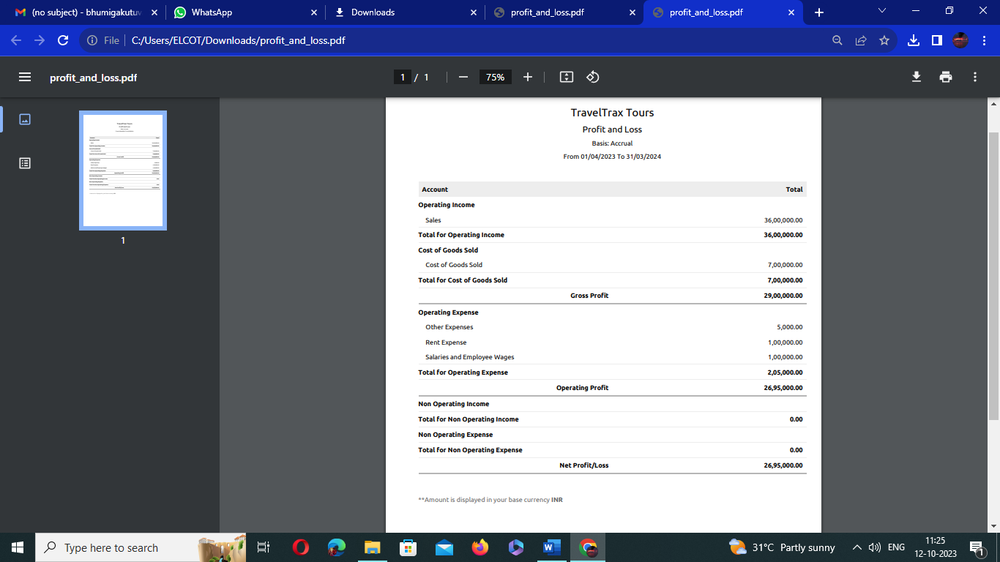 (no subject) - bhumigakutuv
WhatsApp
Downloads
profit_and_loss.pdf
profit_and_loss.pdf
File
C:/Users/ELCOT/Downloads/profit_and_loss.pdf
profit_and_loss.pdf
1 / 1
75%
1
TravelTrax Tours
Profit and Loss
Basis: Accrual
From 01/04/2023 To 31/03/2024
Account Total
Operating Income
Sales 36,00,000.00
Total for Operating Income 36,00,000.00
Cost of Goods Sold
Cost of Goods Sold 7,00,000.00
Total for Cost of Goods Sold 7,00,000.00
Gross Profit 29,00,000.00
Operating Expense
Other Expenses 5,000.00
Rent Expense 1,00,000.00
Salaries and Employee Wages 1,00,000.00
Total for Operating Expense 2,05,000.00
Operating Profit 26,95,000.00
Non Operating Income
Total for Non Operating Income 0.00
Non Operating Expense
Total for Non Operating Expense 0.00
Net Profit/Loss 26,95,000.00
**Amount is displayed in your base currency INR
Type here to search
31°C Partly sunny
ENG
11:25
12-10-2023
1